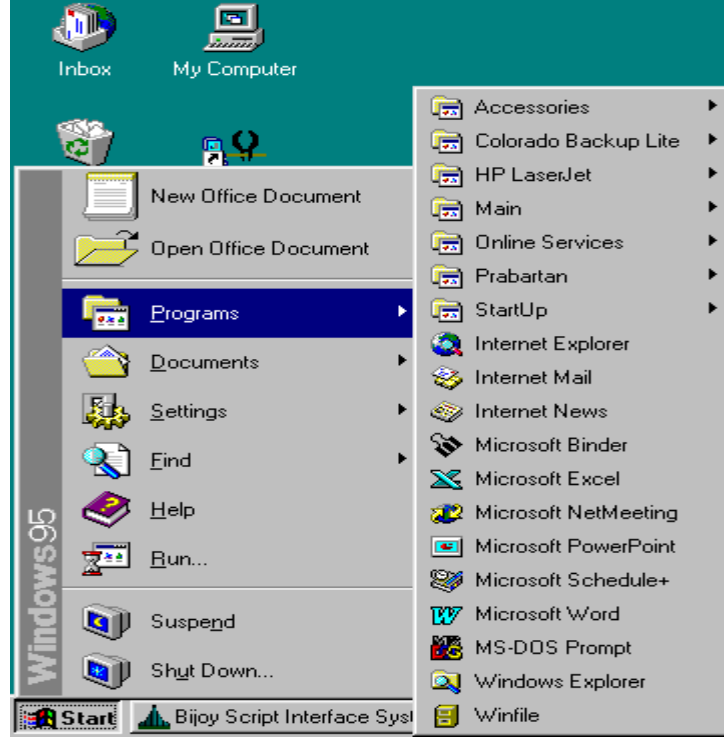 Inbox
My Computer
New Office Document
Open Office Document
Programs
Documents
Settings
Find
Help
Run...
Suspend
Shut Down...
Windows95
Start
Bijoy Script Interface Syst
Accessories
Colorado Backup Lite
HP LaserJet
Main
Online Services
Prabartan
StartUp
Internet Explorer
Internet Mail
Internet News
Microsoft Binder
Microsoft Excel
Microsoft NetMeeting
Microsoft PowerPoint
Microsoft Schedule+
Microsoft Word
MS-DOS Prompt
Windows Explorer
Winfile